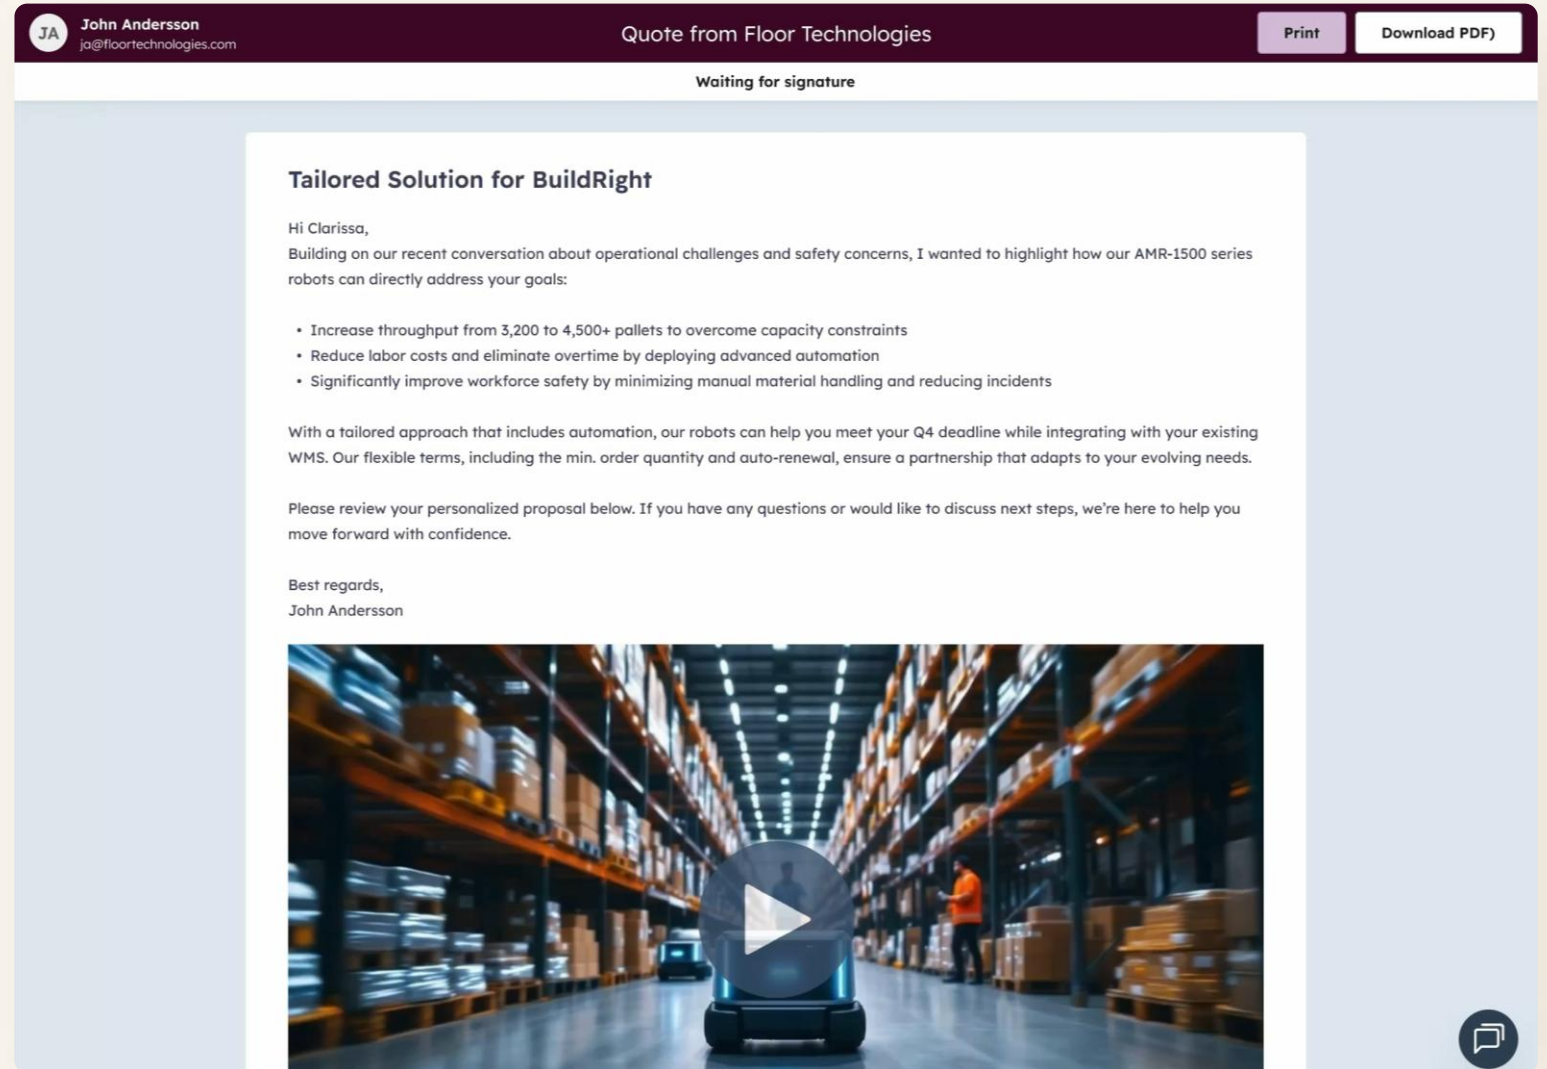 JA
John Andersson
ja@floortechnologies.com
Quote from Floor Technologies
Print
Download PDF)
Waiting for signature
Tailored Solution for BuildRight
Hi Clarissa,
Building on our recent conversation about operational challenges and safety concerns, I wanted to highlight how our AMR-1500 series
robots can directly address your goals:
• Increase throughput from 3,200 to 4,500+ pallets to overcome capacity constraints
• Reduce labor costs and eliminate overtime by deploying advanced automation
• Significantly improve workforce safety by minimizing manual material handling and reducing incidents
With a tailored approach that includes automation, our robots can help you meet your Q4 deadline while integrating with your existing
WMS. Our flexible terms, including the min. order quantity and auto-renewal, ensure a partnership that adapts to your evolving needs.
Please review your personalized proposal below. If you have any questions or would like to discuss next steps, we’re here to help you
move forward with confidence.
Best regards,
John Andersson